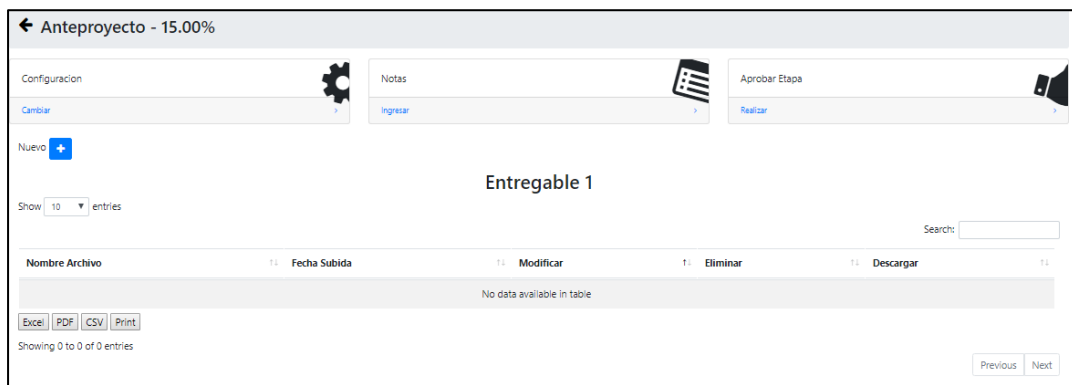 Anteproyecto - 15.00%
Configuracion
Cambiar
Notas
Ingresar
Aprobar Etapa
Realizar
Nuevo +
Entregable 1
Show 10 entries
Search:
Nombre Archivo Fecha Subida Modificar Eliminar Descargar
No data available in table
Excel PDF CSV Print
Showing 0 to 0 of 0 entries
Previous Next